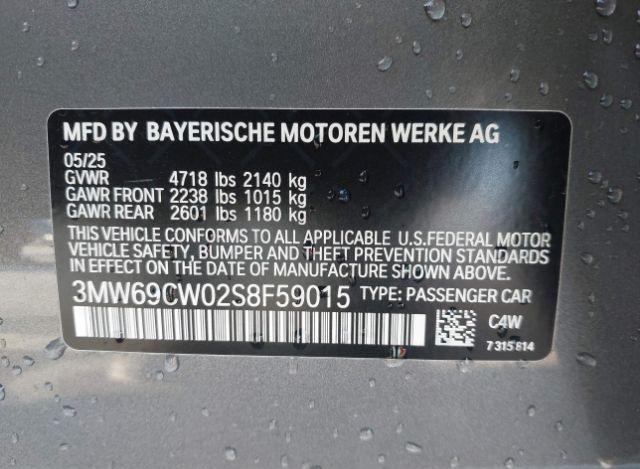 MFD BY BAYERISCHE MOTOREN WERKE AG
05/25
GVWR 4718 lbs 2140 kg
GAWR FRONT 2238 lbs 1015 kg
GAWR REAR 2601 lbs 1180 kg
THIS VEHICLE CONFORMS TO ALL APPLICABLE U.S.FEDERAL MOTOR
VEHICLE SAFETY, BUMPER AND THEFT PREVENTION STANDARDS
IN EFFECT ON THE DATE OF MANUFACTURE SHOWN ABOVE.
3MW69CW02S8F59015 TYPE: PASSENGER CAR
C4W
7 315 814